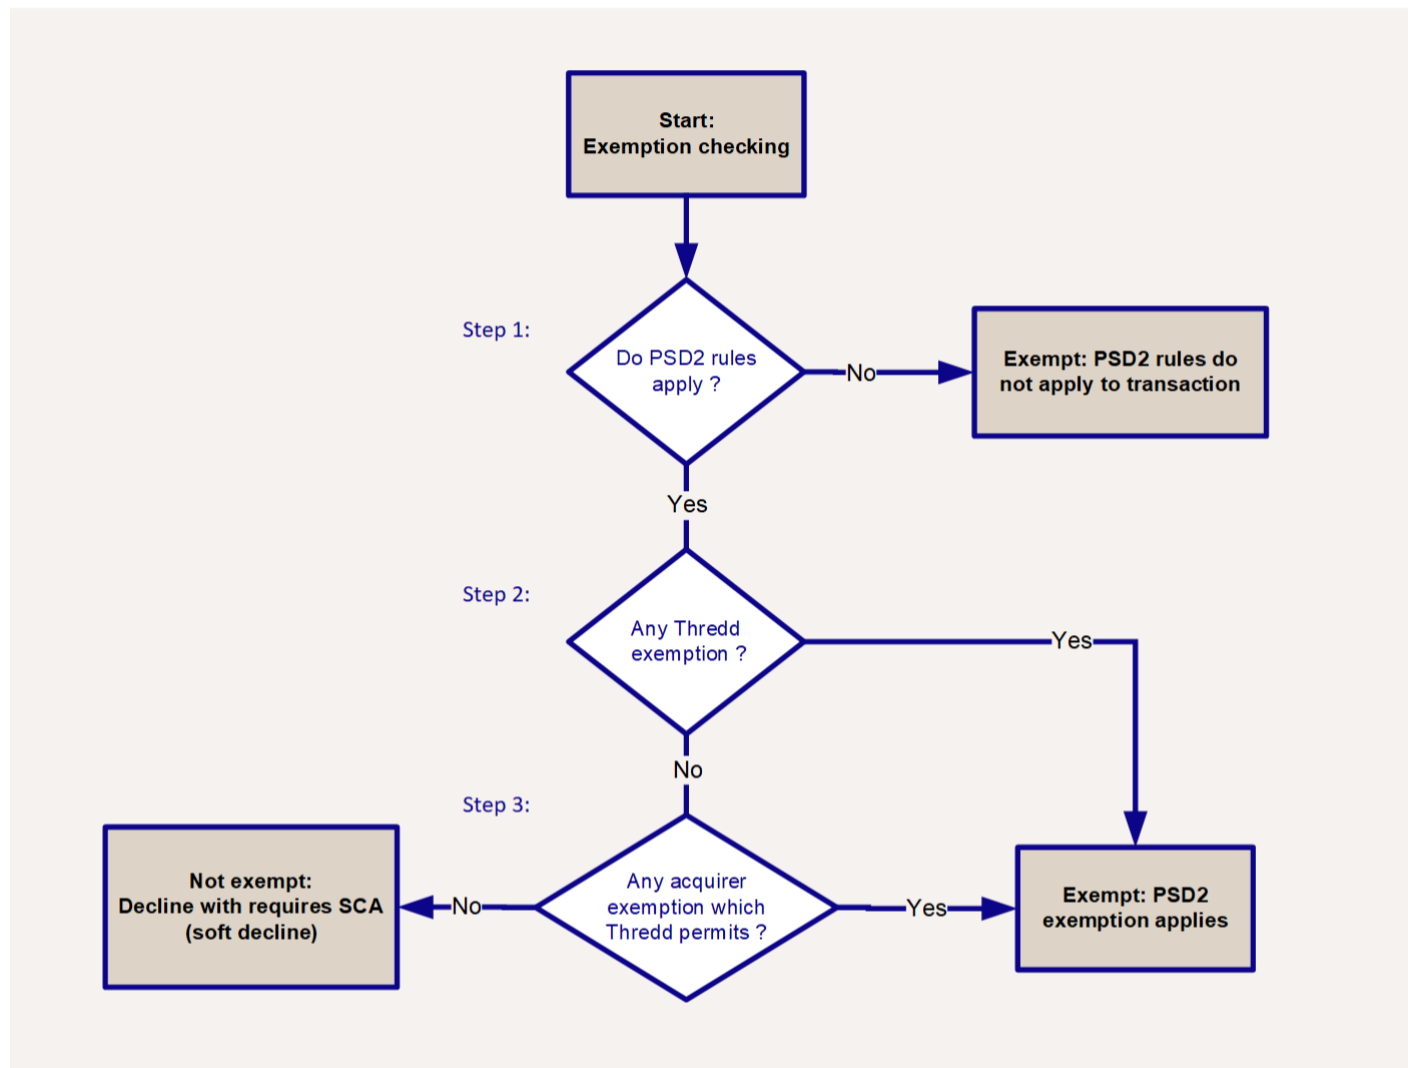 Start:
Exemption checking
Step 1:
Do PSD2 rules
apply ?
No
Exempt: PSD2 rules do
not apply to transaction
Yes
Step 2:
Any Thredd
exemption ?
Yes
No
Step 3:
Not exempt:
Decline with requires SCA
(soft decline)
No
Any acquirer
exemption which
Thredd permits ?
Yes
Exempt: PSD2
exemption applies